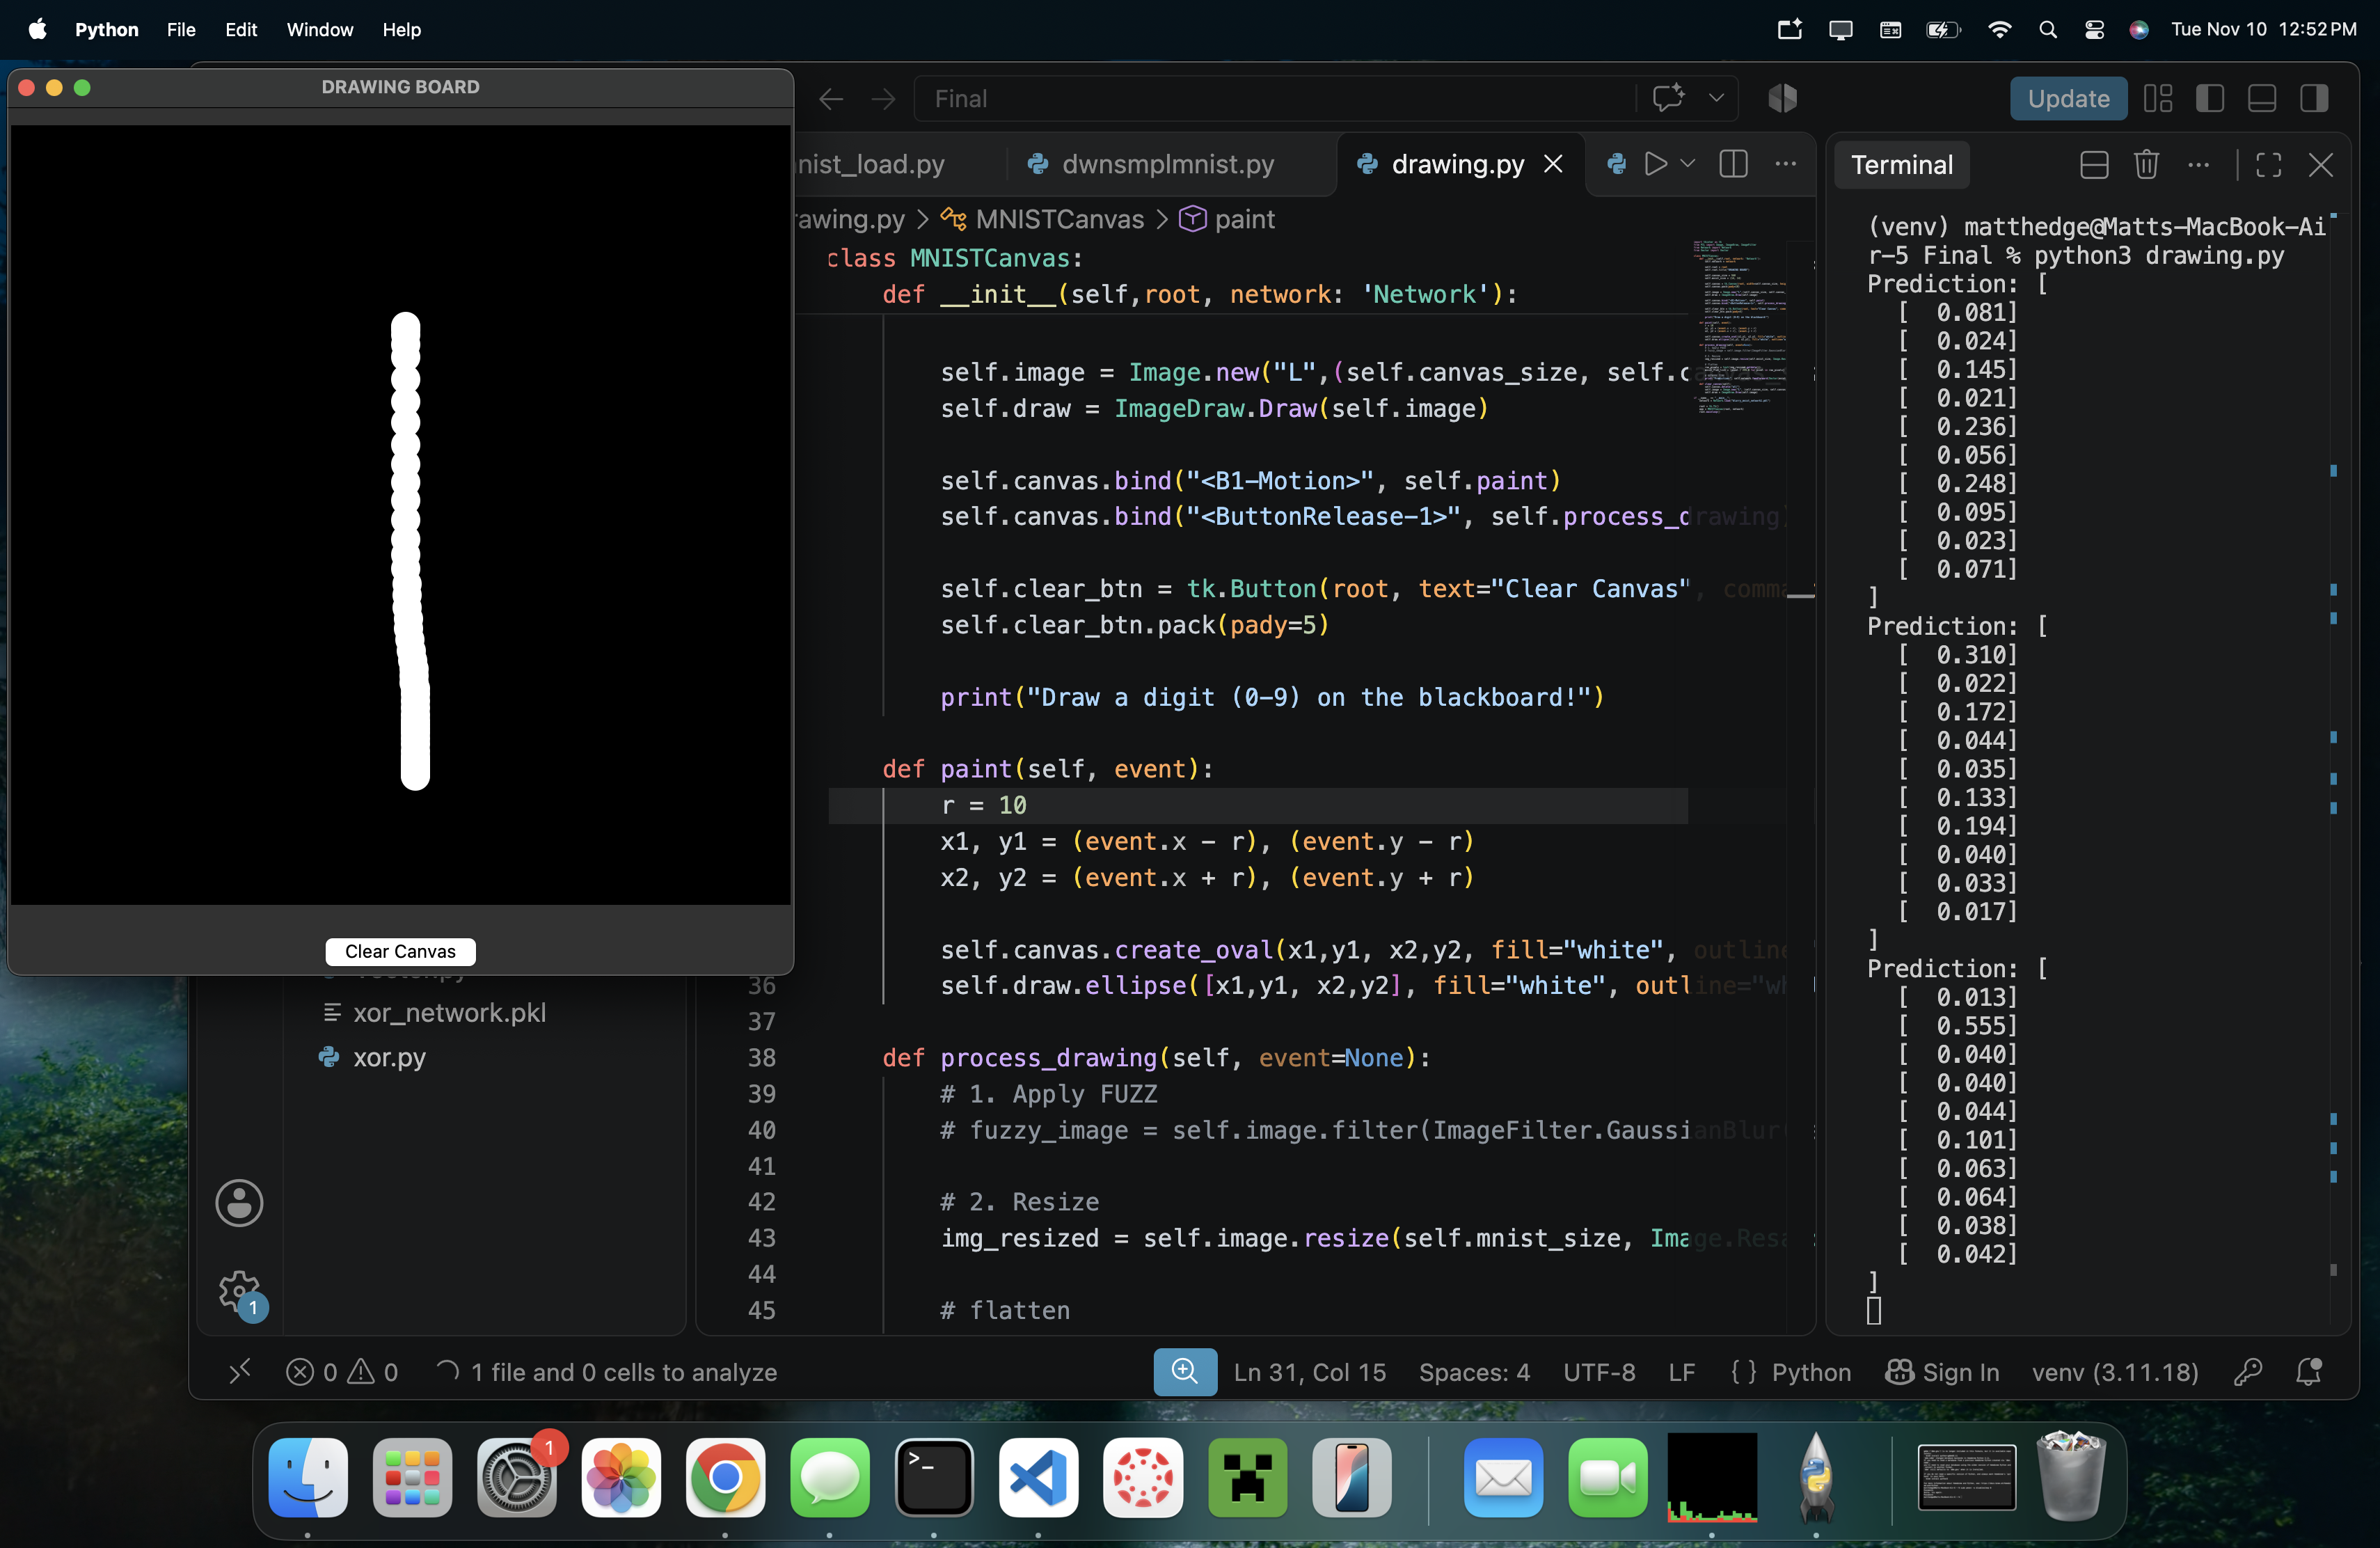 Python File Edit Window Help Tue Nov 10 12:52 PM
DRAWING BOARD
Clear Canvas
Final
Update
nist_load.py dwnsmplmnist.py drawing.py
rawing.py > MNISTCanvas > paint
class MNISTCanvas:
def __init__(self,root, network: 'Network'):
self.image = Image.new("L",(self.canvas_size, self.c
self.draw = ImageDraw.Draw(self.image)
self.canvas.bind("<B1-Motion>", self.paint)
self.canvas.bind("<ButtonRelease-1>", self.process_drawing
self.clear_btn = tk.Button(root, text="Clear Canvas", comma
self.clear_btn.pack(pady=5)
print("Draw a digit (0-9) on the blackboard!")
def paint(self, event):
r = 10
x1, y1 = (event.x - r), (event.y - r)
x2, y2 = (event.x + r), (event.y + r)
self.canvas.create_oval(x1,y1, x2,y2, fill="white", outline
36 self.draw.ellipse([x1,y1, x2,y2], fill="white", outline="wh
37
38 def process_drawing(self, event=None):
39 # 1. Apply FUZZ
40 # fuzzy_image = self.image.filter(ImageFilter.GaussianBlur(
41
42 # 2. Resize
43 img_resized = self.image.resize(self.mnist_size, Image.Resa
44
45 # flatten
xor_network.pkl
xor.py
1
Terminal
(venv) matthedge@Matts-MacBook-Ai
r-5 Final % python3 drawing.py
Prediction: [
[ 0.081]
[ 0.024]
[ 0.145]
[ 0.021]
[ 0.236]
[ 0.056]
[ 0.248]
[ 0.095]
[ 0.023]
[ 0.071]
]
Prediction: [
[ 0.310]
[ 0.022]
[ 0.172]
[ 0.044]
[ 0.035]
[ 0.133]
[ 0.194]
[ 0.040]
[ 0.033]
[ 0.017]
]
Prediction: [
[ 0.013]
[ 0.555]
[ 0.040]
[ 0.040]
[ 0.044]
[ 0.101]
[ 0.063]
[ 0.064]
[ 0.038]
[ 0.042]
]
0 0 1 file and 0 cells to analyze Ln 31, Col 15 Spaces: 4 UTF-8 LF { } Python Sign In venv (3.11.18)
1